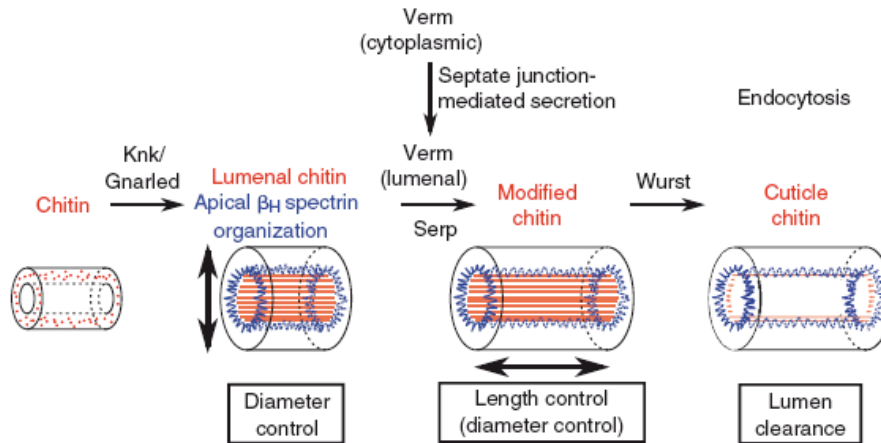 Verm
(cytoplasmic)
Septate junction-
mediated secretion
Endocytosis
Knk/
Gnarled
Verm
(lumenal)
Serp
Wurst
Chitin
Lumenal chitin
Apical βH spectrin
organization
Modified
chitin
Cuticle
chitin
Diameter
control
Length control
(diameter control)
Lumen
clearance